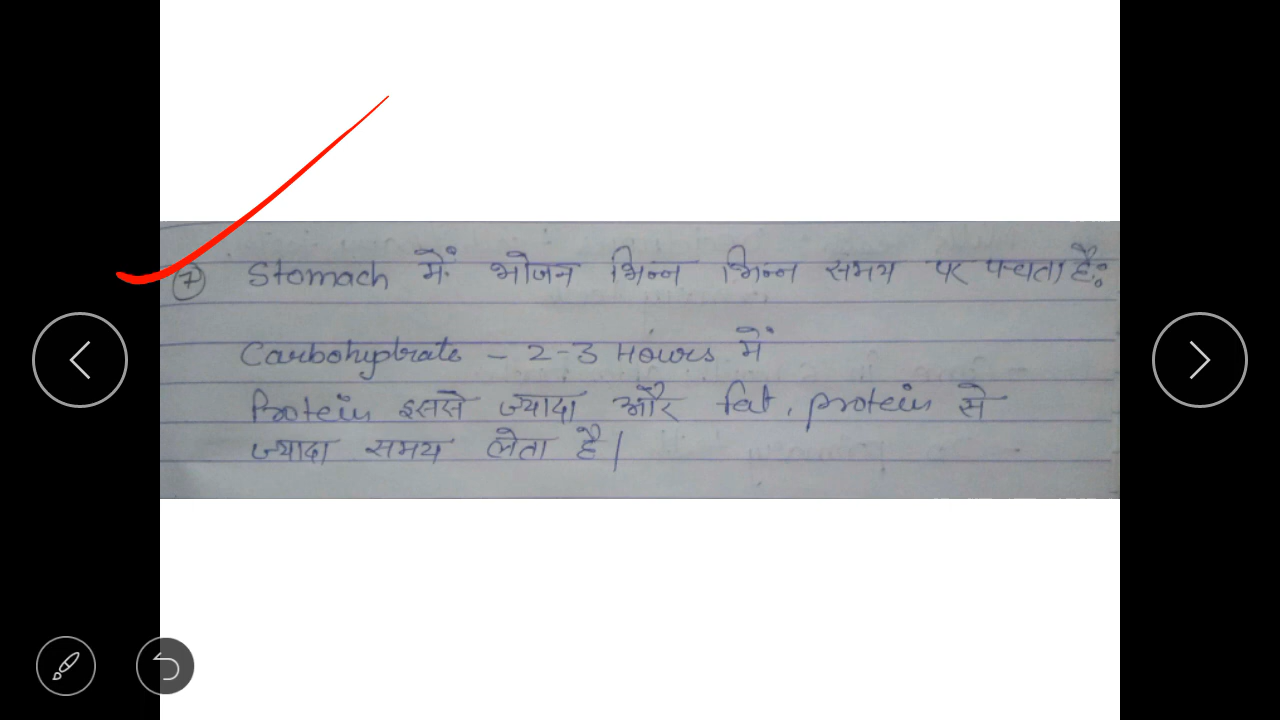 ⑦ Stomach में भोजन भिन्न भिन्न समय पर पचता है:
Carbohydrate - 2-3 Hours में
Protein इससे ज्यादा और fat, protein से
ज्यादा समय लेता है।